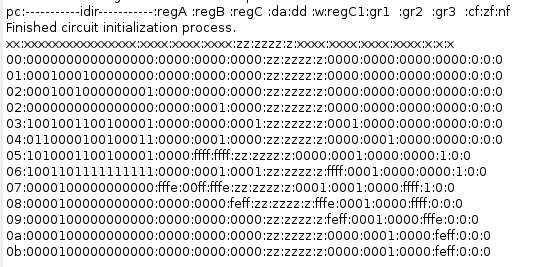 pc:-----------idir-----------:regA :regB :regC :da:dd :w:regC1:gr1  :gr2  :gr3  :cf:zf:nf
Finished circuit initialization process.
xx:xxxxxxxxxxxxxxxx:xxxx:xxxx:xxxx:zz:zzzz:z:xxxx:xxxx:xxxx:xxxx:x:x:x
00:0000000000000000:0000:0000:0000:zz:zzzz:z:0000:0000:0000:0000:0:0:0
01:0001000100000000:0000:0000:0000:zz:zzzz:z:0000:0000:0000:0000:0:0:0
02:0001001000000001:0000:0000:0000:zz:zzzz:z:0000:0000:0000:0000:0:0:0
02:0000000000000000:0000:0001:0000:zz:zzzz:z:0000:0000:0000:0000:0:0:0
03:1001001100100001:0000:0000:0001:zz:zzzz:z:0001:0000:0000:0000:0:0:0
04:0110000100100011:0000:0001:0000:zz:zzzz:z:0000:0001:0000:0000:0:0:0
05:1010001100100001:0000:ffff:ffff:zz:zzzz:z:0000:0001:0000:0000:1:0:0
06:1001101111111111:0000:0001:0001:zz:zzzz:z:ffff:0001:0000:0000:1:0:0
07:0000100000000000:fffe:00ff:fffe:zz:zzzz:z:0001:0001:0000:ffff:1:0:0
08:0000100000000000:0000:0000:feff:zz:zzzz:z:fffe:0001:0000:ffff:0:0:0
09:0000100000000000:0000:0000:0000:zz:zzzz:z:feff:0001:0000:fffe:0:0:0
0a:0000100000000000:0000:0000:0000:zz:zzzz:z:0000:0001:0000:feff:0:0:0
0b:0000100000000000:0000:0000:0000:zz:zzzz:z:0000:0001:0000:feff:0:0:0